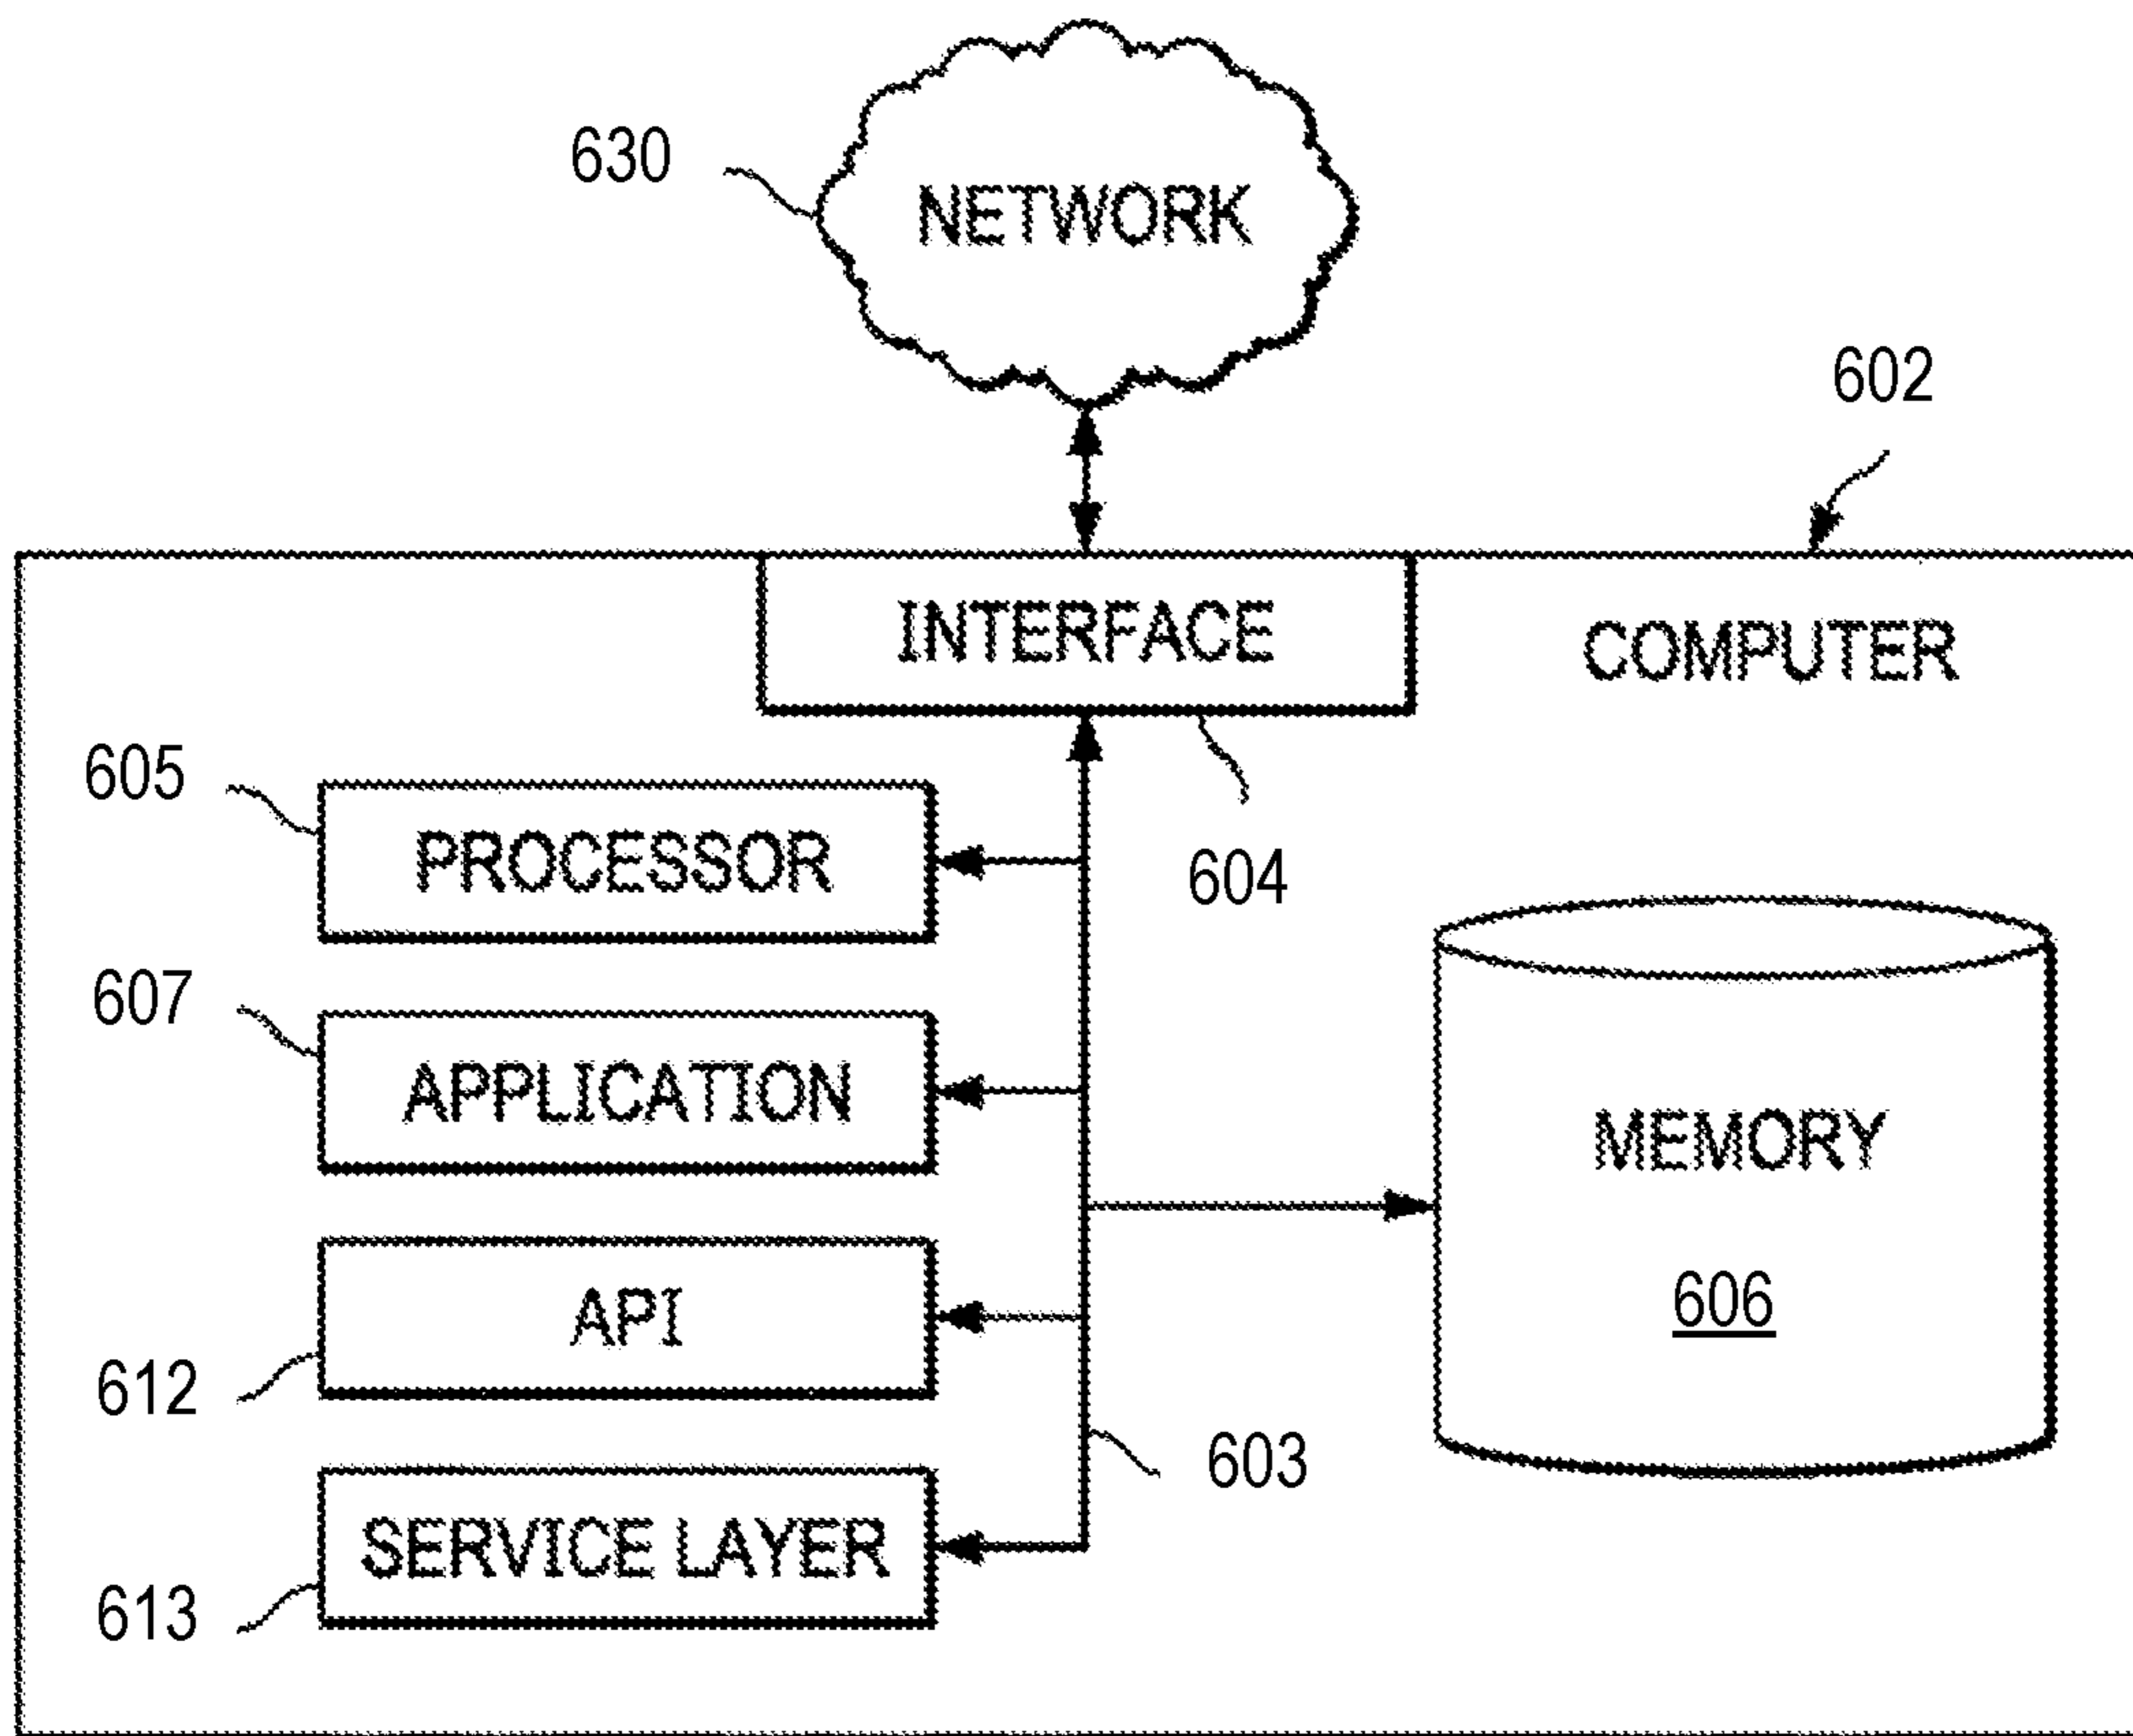 630
NETWORK
602
INTERFACE
COMPUTER
605
PROCESSOR
604
607
APPLICATION
MEMORY
606
API
612
603
SERVICE LAYER
613